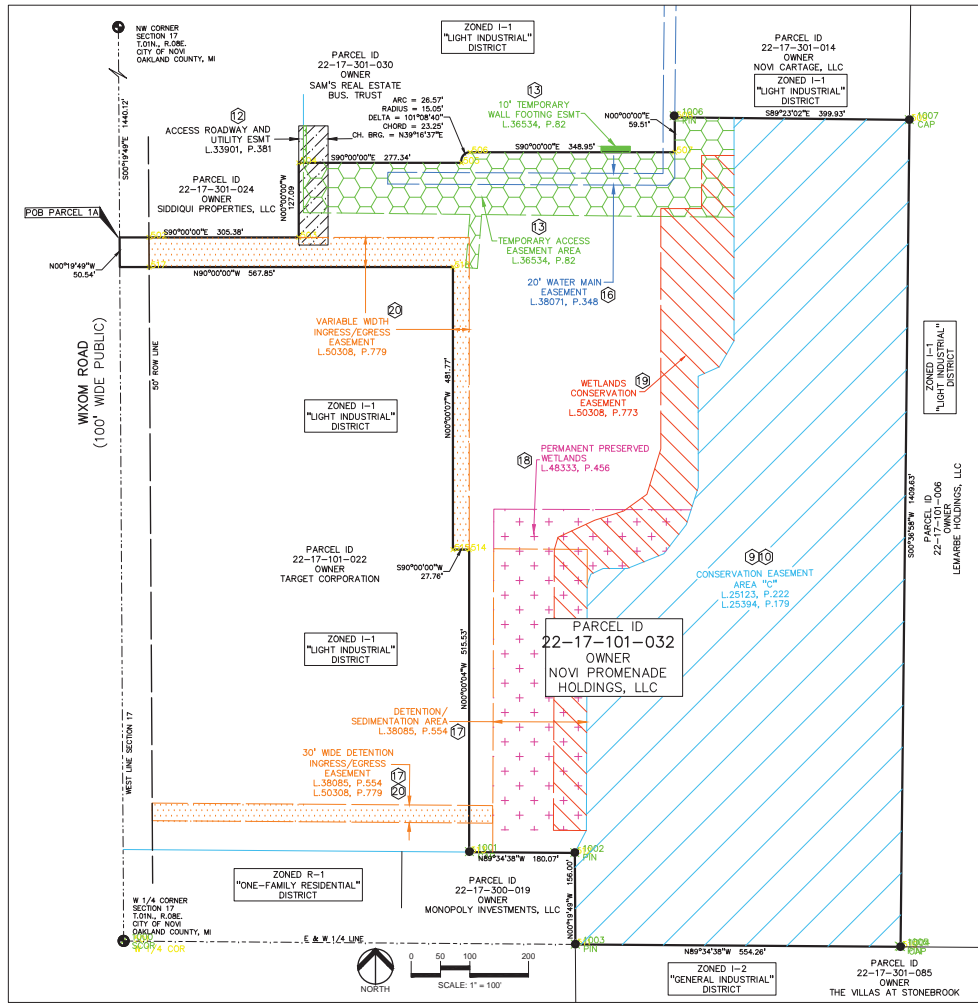 NW CORNER
SECTION 17
T.01N., R.08E.
CITY OF NOVI
OAKLAND COUNTY, MI
ZONED I-1
"LIGHT INDUSTRIAL"
DISTRICT
PARCEL ID
22-17-301-014
OWNER
NOVI CARTAGE, LLC
ZONED I-1
"LIGHT INDUSTRIAL"
DISTRICT
PARCEL ID
22-17-301-030
OWNER
SAM'S REAL ESTATE
BUS. TRUST
ARC = 26.57'
RADIUS = 15.05'
DELTA = 101°08'40"
CHORD = 23.25'
CH. BRG. = N39°16'37"E
13
10' TEMPORARY
WALL FOOTING ESMT
L.36534, P.82
N00°00'00"E
59.51'
1006
PIN
S89°23'02"E 399.93'
1007
CAP
S00°19'49"E 1440.12'
12
ACCESS ROADWAY AND
UTILITY ESMT
L.33901, P.381
S90°00'00"E 277.34'
S90°00'00"E 348.95'
PARCEL ID
22-17-301-024
OWNER
SIDDIQUI PROPERTIES, LLC
N00°00'00"W
127.09
POB PARCEL 1A
S90°00'00"E 305.38'
N00°19'49"W
50.54'
N90°00'00"W 567.85'
13
TEMPORARY ACCESS
EASEMENT AREA
L.36534, P.82
20' WATER MAIN
EASEMENT
L.38071, P.348
16
20
VARIABLE WIDTH
INGRESS/EGRESS
EASEMENT
L.50308, P.779
WIXOM ROAD
(100' WIDE PUBLIC)
50' ROW LINE
N00°00'07"W 481.77'
ZONED I-1
"LIGHT INDUSTRIAL"
DISTRICT
WETLANDS
CONSERVATION
EASEMENT
L.50308, P.773
19
ZONED I-1
"LIGHT INDUSTRIAL"
DISTRICT
18
PERMANENT PRESERVED
WETLANDS
L.48333, P.456
S00°36'58"W 1409.63'
PARCEL ID
22-17-101-006
OWNER
LEMARBE HOLDINGS, LLC
PARCEL ID
22-17-101-022
OWNER
TARGET CORPORATION
S90°00'00"W
27.76'
9 10
CONSERVATION EASEMENT
AREA "C"
L.25123, P.222
L.25394, P.179
PARCEL ID
22-17-101-032
OWNER
NOVI PROMENADE
HOLDINGS, LLC
ZONED I-1
"LIGHT INDUSTRIAL"
DISTRICT
N00°00'04"W 515.53'
DETENTION/
SEDIMENTATION AREA
L.38085, P.554
17
30' WIDE DETENTION
INGRESS/EGRESS
EASEMENT
L.38085, P.554
L.50308, P.779
17
20
WEST LINE SECTION 17
1001
N89°34'38"W 180.07'
1002
PIN
ZONED R-1
"ONE-FAMILY RESIDENTIAL"
DISTRICT
PARCEL ID
22-17-300-019
OWNER
MONOPOLY INVESTMENTS, LLC
N00°19'49"W 156.00'
W 1/4 CORNER
SECTION 17
T.01N., R.08E.
CITY OF NOVI
OAKLAND COUNTY, MI
E & W 1/4 LINE
1003
PIN
N89°34'38"W 554.26'
CAP
NORTH
0 50 100 200
SCALE: 1" = 100'
ZONED I-2
"GENERAL INDUSTRIAL"
DISTRICT
PARCEL ID
22-17-301-085
OWNER
THE VILLAS AT STONEBROOK